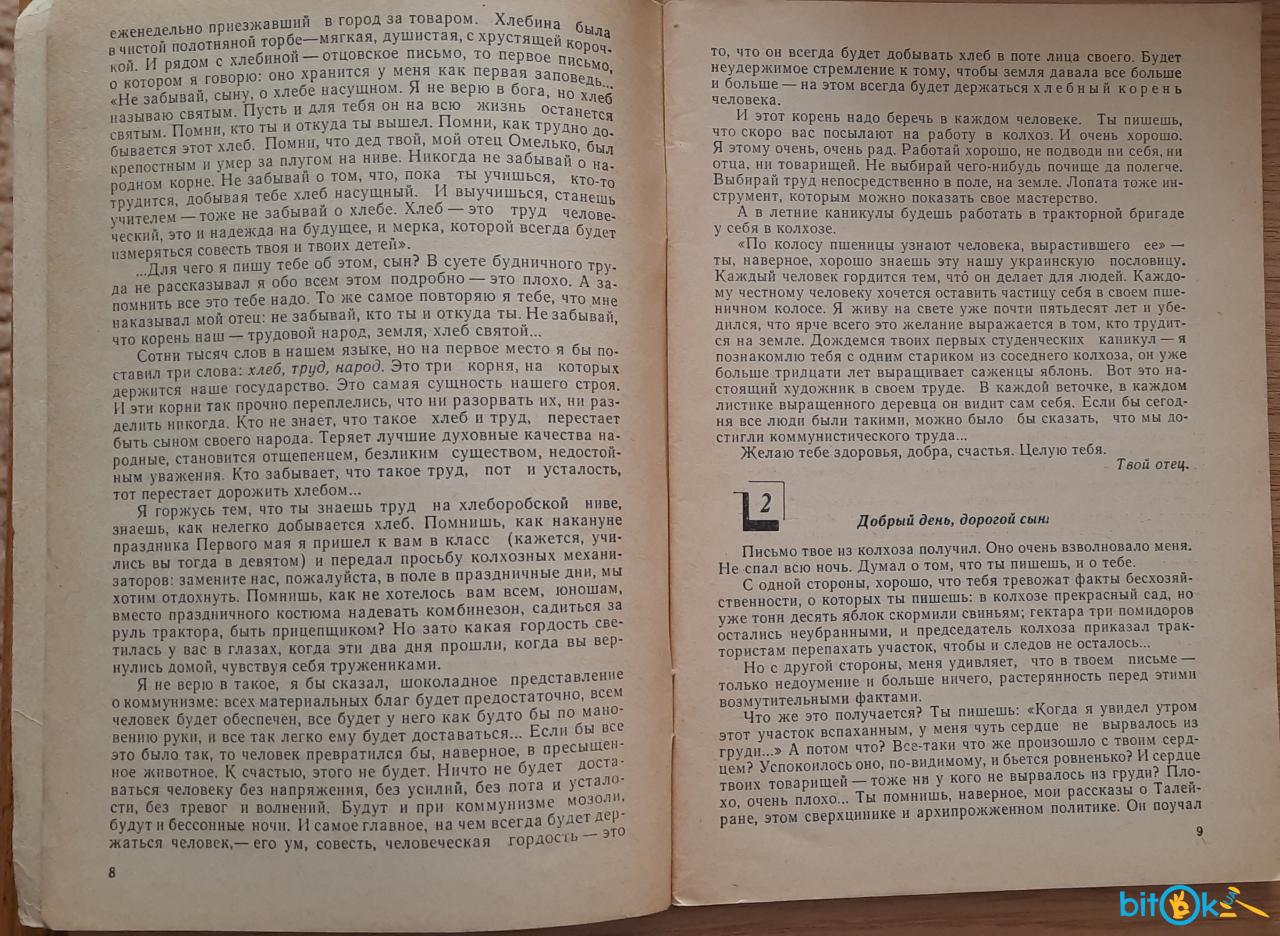 еженедельно приезжавший в город за товаром. Хлебина была
в чистой полотняной торбе—мягкая, душистая, с хрустящей короч-
кой. И рядом с хлебиной — отцовское письмо, то первое письмо,
о котором я говорю: оно хранится у меня как первая заповедь...
«Не забывай, сыну, о хлебе насущном. Я не верю в бога, но хлеб
называю святым. Пусть и для тебя он на всю жизнь останется
святым. Помни, кто ты и откуда ты вышел. Помни, как трудно до-
бывается этот хлеб. Помни, что дед твой, мой отец Омелько, был
крепостным и умер за плугом на ниве. Никогда не забывай о на-
родном корне. Не забывай о том, что, пока ты учишься, кто-то
трудится, добывая тебе хлеб насущный. И выучишься, станешь
учителем — тоже не забывай о хлебе. Хлеб — это труд челове-
ческий, это и надежда на будущее, и мерка, которой всегда будет
измеряться совесть твоя и твоих детей».
...Для чего я пишу тебе об этом, сын? В суете будничного тру-
да не рассказывал я обо всем этом подробно — это плохо. А за-
помнить все это тебе надо. То же самое повторяю я тебе, что мне
наказывал мой отец: не забывай, кто ты и откуда ты. Не забывай,
что корень наш — трудовой народ, земля, хлеб святой...
Сотни тысяч слов в нашем языке, но на первое место я бы по-
ставил три слова: хлеб, труд, народ. Это три корня, на которых
держится наше государство. Это самая сущность нашего строя.
И эти корни так прочно переплелись, что ни разорвать их, ни раз-
делить никогда. Кто не знает, что такое хлеб и труд, перестает
быть сыном своего народа. Теряет лучшие духовные качества на-
родные, становится отщепенцем, безликим существом, недостой-
ным уважения. Кто забывает, что такое труд, пот и усталость,
тот перестает дорожить хлебом...
Я горжусь тем, что ты знаешь труд на хлеборобской ниве,
знаешь, как нелегко добывается хлеб. Помнишь, как накануне
праздника Первого мая я пришел к вам в класс (кажется, учи-
лись вы тогда в девятом) и передал просьбу колхозных механи-
заторов: замените нас, пожалуйста, в поле в праздничные дни, мы
хотим отдохнуть. Помнишь, как не хотелось вам всем, юношам,
вместо праздничного костюма надевать комбинезон, садиться за
руль трактора, быть прицепщиком? Но зато какая гордость све-
тилась у вас в глазах, когда эти два дня прошли, когда вы вер-
нулись домой, чувствуя себя тружениками.
Я не верю в такое, я бы сказал, шоколадное представление
о коммунизме: всех материальных благ будет предостаточно, всем
человек будет обеспечен, все будет у него как будто бы по мано-
вению руки, и все так легко ему будет доставаться... Если бы все
это было так, то человек превратился бы, наверное, в пресыщен-
ное животное. К счастью, этого не будет. Ничто не будет доста-
ваться человеку без напряжения, без усилий, без пота и устало-
сти, без тревог и волнений. Будут и при коммунизме мозоли,
будут и бессонные ночи. И самое главное, на чем всегда будет дер-
жаться человек,— его ум, совесть, человеческая гордость — это
8
то, что он всегда будет добывать хлеб в поте лица своего. Будет
неудержимое стремление к тому, чтобы земля давала все больше
и больше — на этом всегда будет держаться хлебный корень
человека.
И этот корень надо беречь в каждом человеке. Ты пишешь,
что скоро вас посылают на работу в колхоз. И очень хорошо.
Я этому очень, очень рад. Работай хорошо, не подводи ни себя, ни
отца, ни товарищей. Не выбирай чего-нибудь почище да полегче.
Выбирай труд непосредственно в поле, на земле. Лопата тоже ин-
струмент, которым можно показать свое мастерство.
А в летние каникулы будешь работать в тракторной бригаде
у себя в колхозе.
«По колосу пшеницы узнают человека, вырастившего ее» —
ты, наверное, хорошо знаешь эту нашу украинскую пословицу.
Каждый человек гордится тем, что́ он делает для людей. Каждо-
му честному человеку хочется оставить частицу себя в своем пше-
ничном колосе. Я живу на свете уже почти пятьдесят лет и убе-
дился, что ярче всего это желание выражается в том, кто трудит-
ся на земле. Дождемся твоих первых студенческих каникул — я
познакомлю тебя с одним стариком из соседнего колхоза, он уже
больше тридцати лет выращивает саженцы яблонь. Вот это на-
стоящий художник в своем труде. В каждой веточке, в каждом
листике выращенного деревца он видит сам себя. Если бы сегод-
ня все люди были такими, можно было бы сказать, что мы до-
стигли коммунистического труда...
Желаю тебе здоровья, добра, счастья. Целую тебя.
Твой отец.
2
Добрый день, дорогой сын!
Письмо твое из колхоза получил. Оно очень взволновало меня.
Не спал всю ночь. Думал о том, что ты пишешь, и о тебе.
С одной стороны, хорошо, что тебя тревожат факты бесхозяй-
ственности, о которых ты пишешь: в колхозе прекрасный сад, но
уже тонн десять яблок скормили свиньям; гектара три помидоров
остались неубранными, и председатель колхоза приказал трак-
тористам перепахать участок, чтобы и следов не осталось...
Но с другой стороны, меня удивляет, что в твоем письме —
только недоумение и больше ничего, растерянность перед этими
возмутительными фактами.
Что же это получается? Ты пишешь: «Когда я увидел утром
этот участок вспаханным, у меня чуть сердце не вырвалось из
груди...» А потом что? Все-таки что же произошло с твоим серд-
цем? Успокоилось оно, по-видимому, и бьется ровненько? И сердце
твоих товарищей — тоже ни у кого не вырвалось из груди? Пло-
хо, очень плохо... Ты помнишь, наверное, мои рассказы о Талей-
ране, этом сверхцинике и архипрожженном политике. Он поучал
9
bitOk
UA